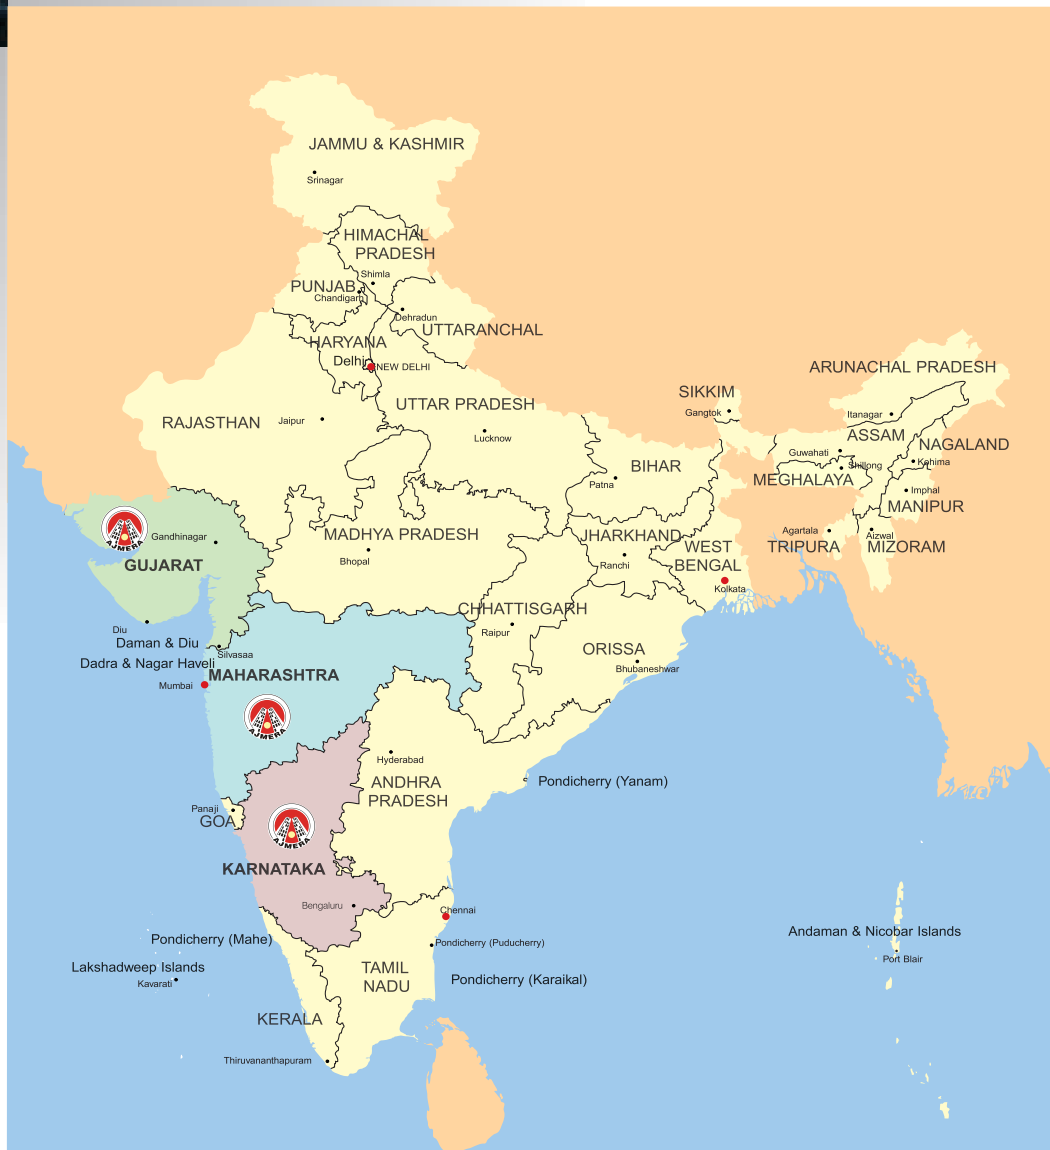 JAMMU & KASHMIR
Srinagar
HIMACHAL
PRADESH
Shimla
PUNJAB
Chandigarh
Dehradun
UTTARANCHAL
HARYANA
Delhi
NEW DELHI
ARUNACHAL PRADESH
SIKKIM
Gangtok
Itanagar
RAJASTHAN
Jaipur
UTTAR PRADESH
Lucknow
ASSAM
NAGALAND
Guwahati
Shillong
Kohima
BIHAR
Patna
MEGHALAYA
Imphal
MANIPUR
AJMERA
Gandhinagar
GUJARAT
MADHYA PRADESH
Bhopal
JHARKHAND
Ranchi
WEST
BENGAL
Kolkata
Agartala
TRIPURA
Aizwal
MIZORAM
CHHATTISGARH
Raipur
Diu
Daman & Diu
Silvasaa
Dadra & Nagar Haveli
ORISSA
Bhubaneshwar
MAHARASHTRA
Mumbai
AJMERA
Hyderabad
ANDHRA
PRADESH
Pondicherry (Yanam)
Panaji
GOA
AJMERA
KARNATAKA
Bengaluru
Chennai
Pondicherry (Mahe)
Pondicherry (Puducherry)
Andaman & Nicobar Islands
Port Blair
Lakshadweep Islands
Kavarati
TAMIL
NADU
Pondicherry (Karaikal)
KERALA
Thiruvananthapuram